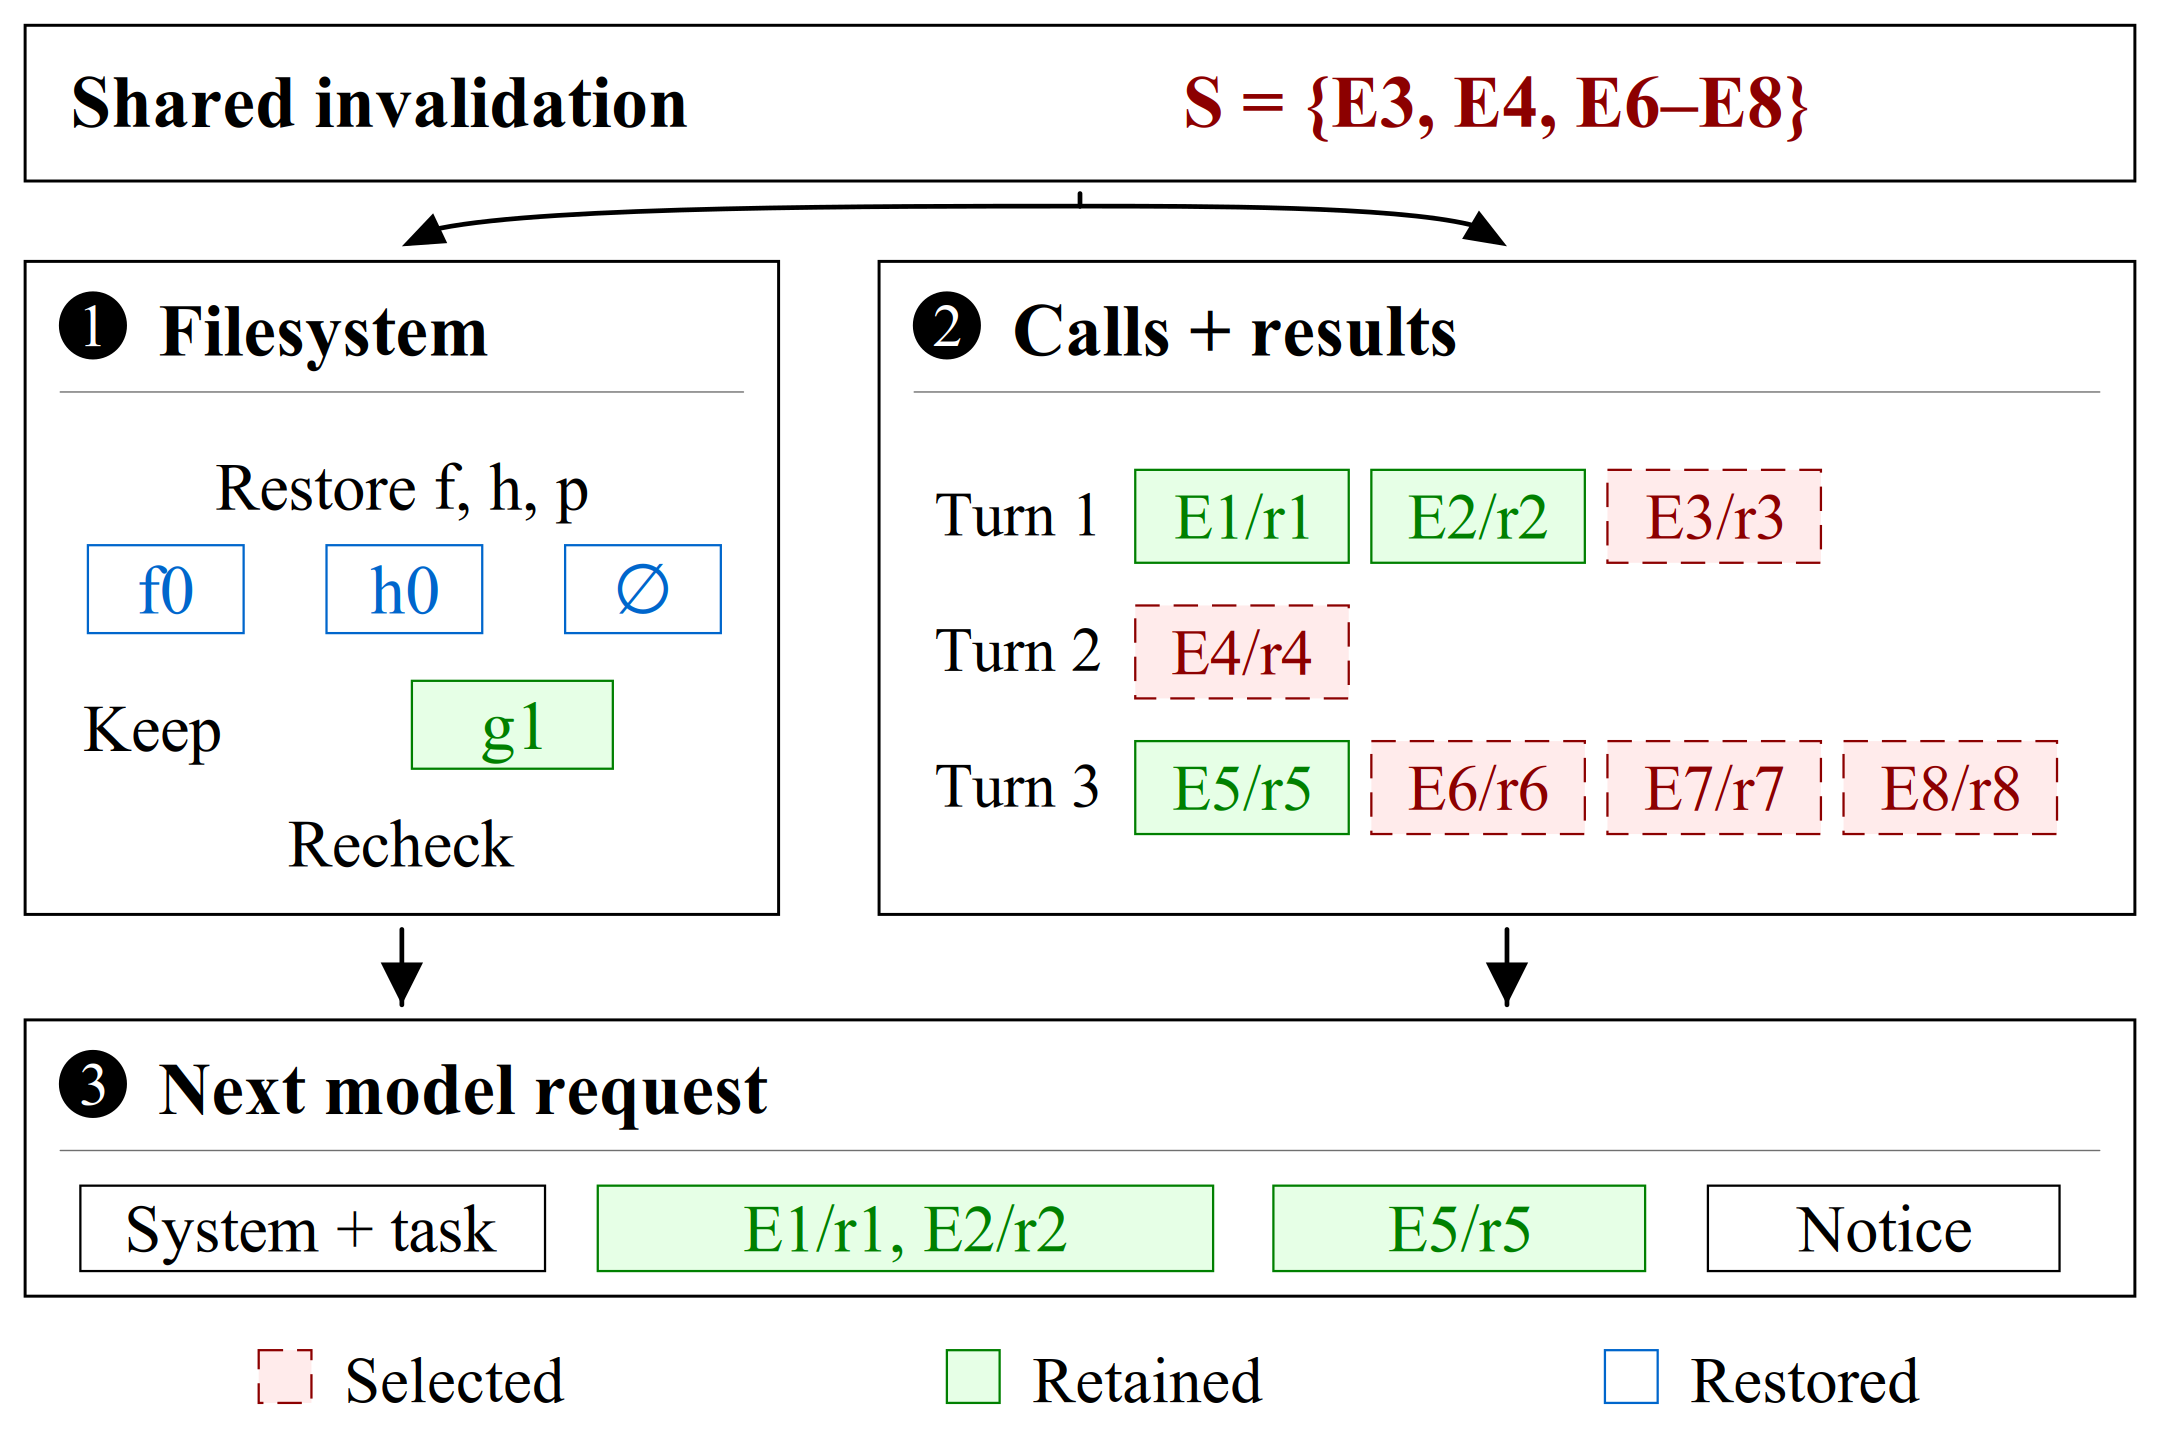 Shared invalidation S = {E3, E4, E6–E8}
❶ Filesystem
Restore f, h, p
f0 h0 ∅
Keep g1
Recheck
❷ Calls + results
Turn 1 E1/r1 E2/r2 E3/r3
Turn 2 E4/r4
Turn 3 E5/r5 E6/r6 E7/r7 E8/r8
❸ Next model request
System + task E1/r1, E2/r2 E5/r5 Notice
Selected Retained Restored